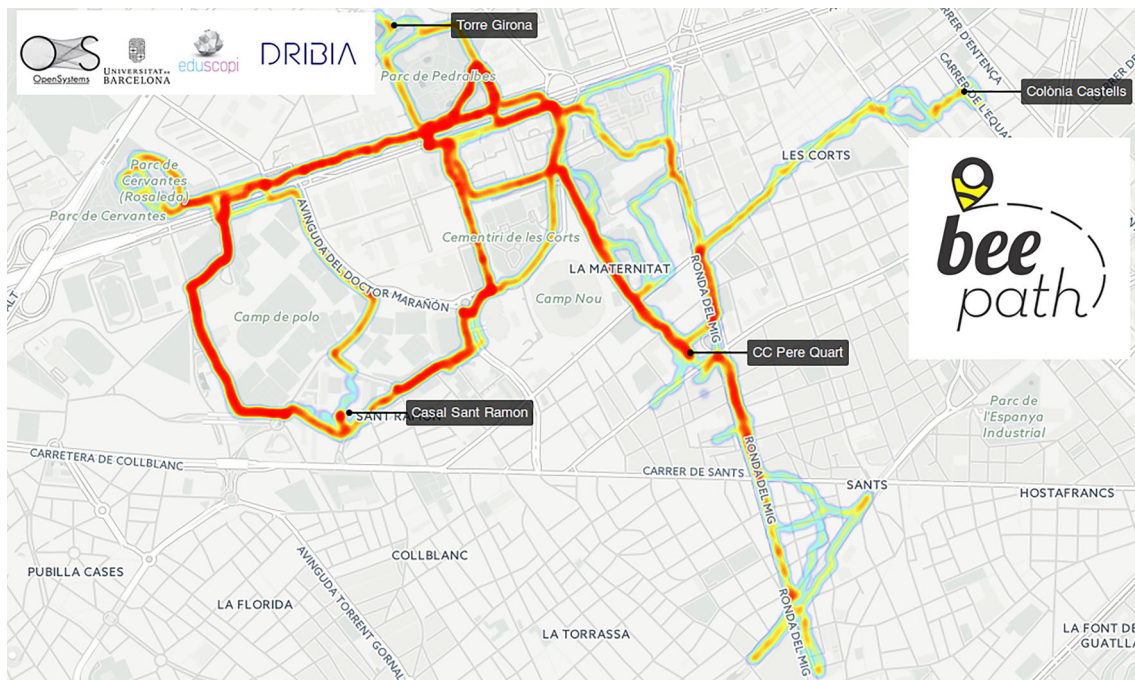 Torre Girona
OpenSystems
UNIVERSITAT DE
BARCELONA
eduscopi
DRIBIA
Parc de Pedralbes
CARRER D'ENTENÇA
CARRER DE L'EQUA
Colònia Castells
LES CORTS
Parc de
Cervantes
(Rosaleda)
Parc de Cervantes
AVINGUDA DEL DOCTOR MARAÑÓN
Cementiri de les Corts
LA MATERNITAT
RONDA DEL MIG
bee
path
Camp Nou
Camp de polo
CC Pere Quart
Casal Sant Ramon
SANT RAMON
Parc de
l'Espanya
Industrial
CARRETERA DE COLLBLANC
CARRER DE SANTS
RONDA DEL MIG
SANTS
HOSTAFRANCS
COLLBLANC
PUBILLA CASES
AVINGUDA TORRENT GORNAL
LA FLORIDA
LA TORRASSA
RONDA DEL MIG
LA FONT DE
GUATLLA